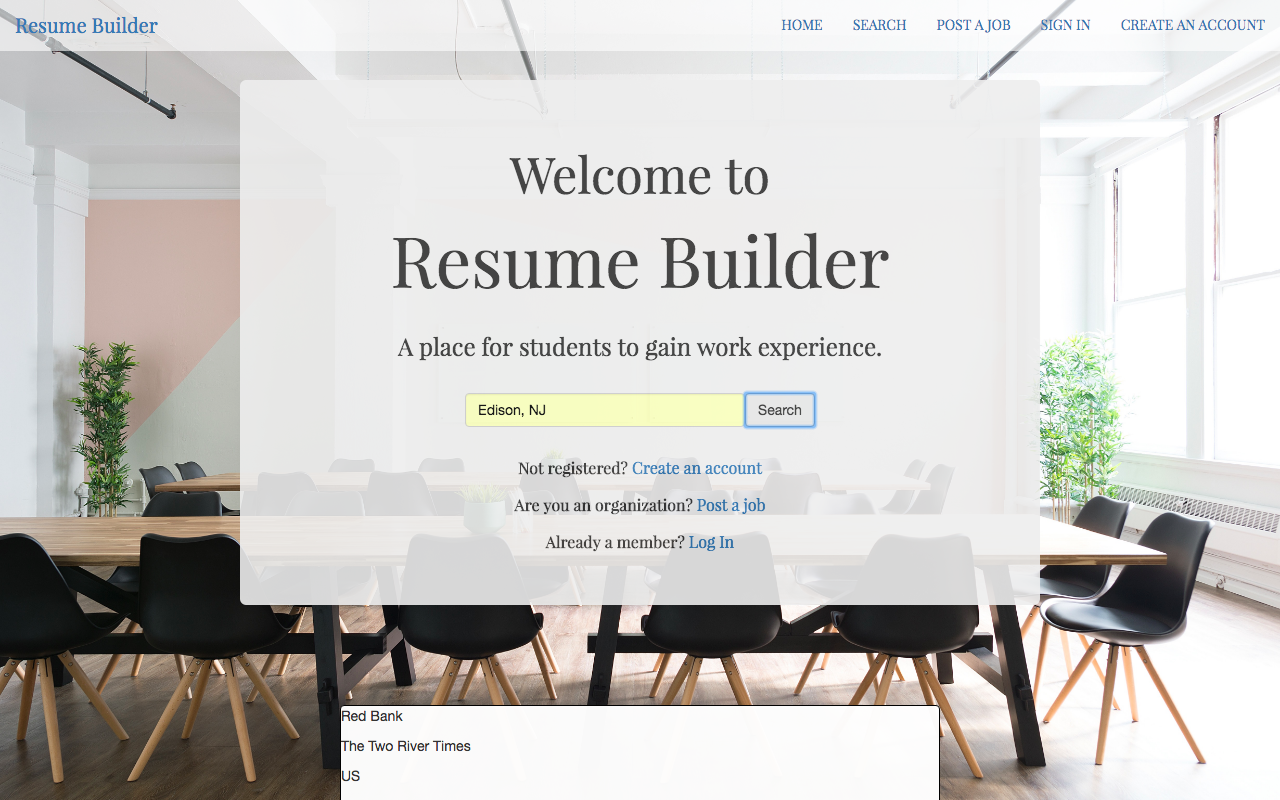 Resume Builder
HOME SEARCH POST A JOB SIGN IN CREATE AN ACCOUNT
Welcome to
Resume Builder
A place for students to gain work experience.
Edison, NJ Search
Not registered? Create an account
Are you an organization? Post a job
Already a member? Log In
Red Bank
The Two River Times
US